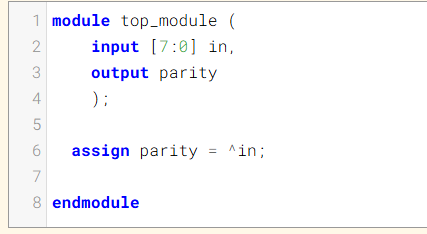 1 module top_module (
2     input [7:0] in,
3     output parity
4     );
5
6   assign parity = ^in;
7
8 endmodule